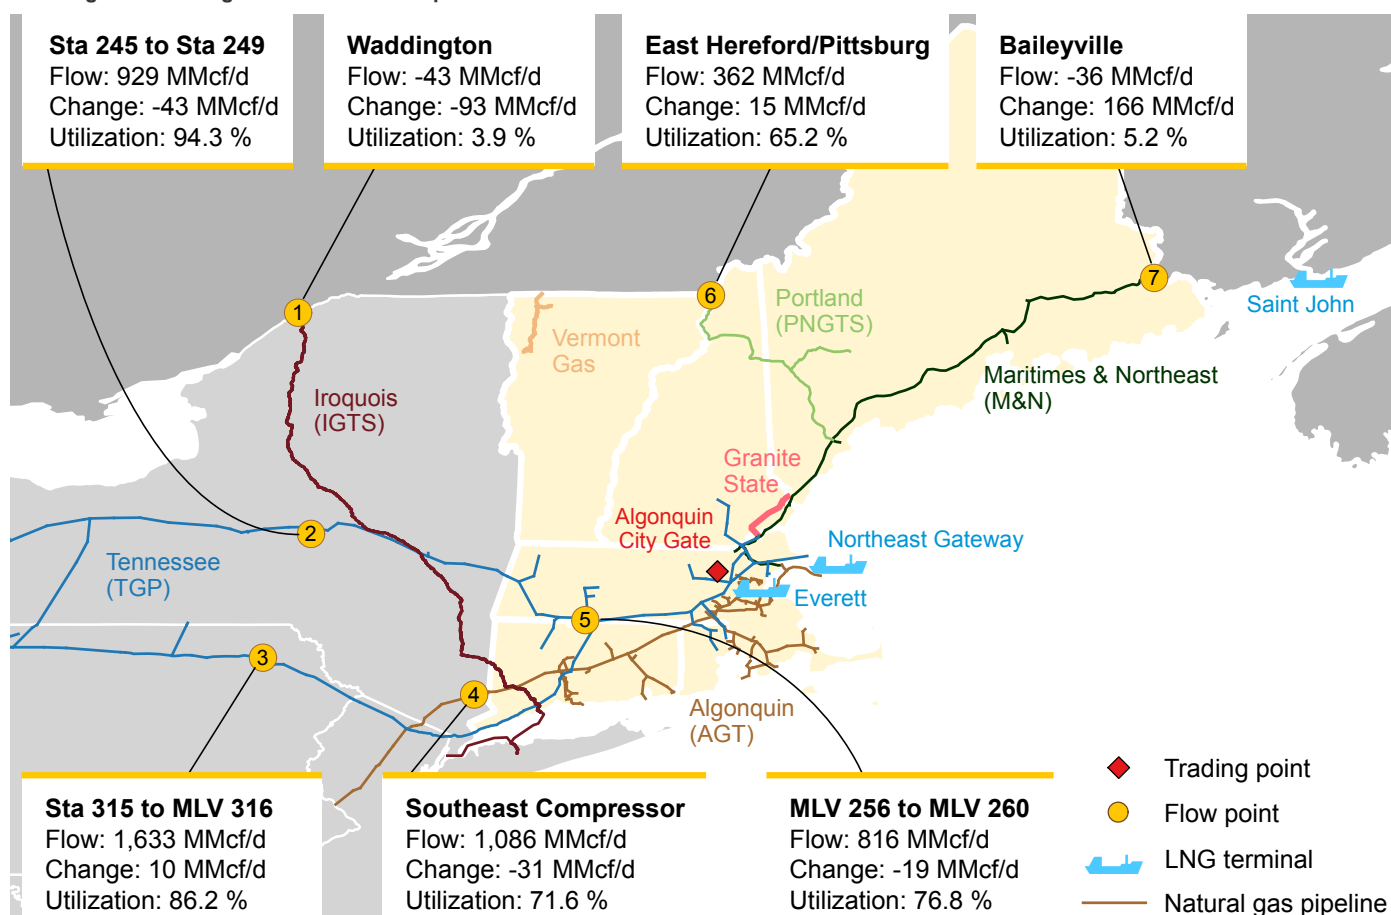 Sta 245 to Sta 249
Flow: 929 MMcf/d
Change: -43 MMcf/d
Utilization: 94.3 %
Waddington
Flow: -43 MMcf/d
Change: -93 MMcf/d
Utilization: 3.9 %
East Hereford/Pittsburg
Flow: 362 MMcf/d
Change: 15 MMcf/d
Utilization: 65.2 %
Baileyville
Flow: -36 MMcf/d
Change: 166 MMcf/d
Utilization: 5.2 %
1
6
7
Portland
(PNGTS)
Saint John
Vermont
Gas
Maritimes & Northeast
(M&N)
Iroquois
(IGTS)
Granite
State
Algonquin
City Gate
2
Northeast Gateway
Tennessee
(TGP)
Everett
5
3
4
Algonquin
(AGT)
Sta 315 to MLV 316
Flow: 1,633 MMcf/d
Change: 10 MMcf/d
Utilization: 86.2 %
Southeast Compressor
Flow: 1,086 MMcf/d
Change: -31 MMcf/d
Utilization: 71.6 %
MLV 256 to MLV 260
Flow: 816 MMcf/d
Change: -19 MMcf/d
Utilization: 76.8 %
Trading point
Flow point
LNG terminal
Natural gas pipeline